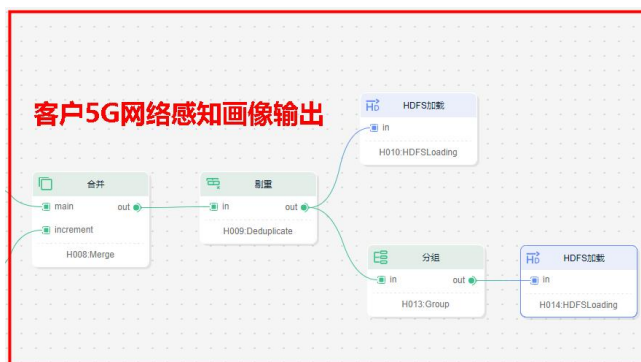 客户5G网络感知画像输出
HDFS加载
in
H010:HDFSLoading
合并
main
out
increment
H008:Merge
剔重
in
out
H009:Deduplicate
分组
in
out
H013:Group
HDFS加载
in
H014:HDFSLoading